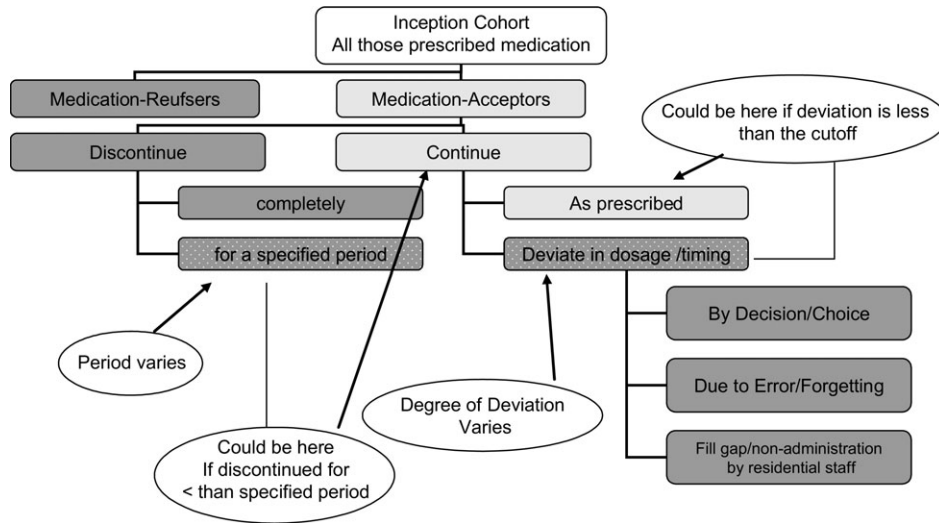 Inception Cohort
All those prescribed medication
Medication-Reufsers
Medication-Acceptors
Could be here if deviation is less
than the cutoff
Discontinue
Continue
completely
As prescribed
for a specified period
Deviate in dosage /timing
By Decision/Choice
Period varies
Due to Error/Forgetting
Degree of Deviation
Varies
Could be here
If discontinued for
< than specified period
Fill gap/non-administration
by residential staff